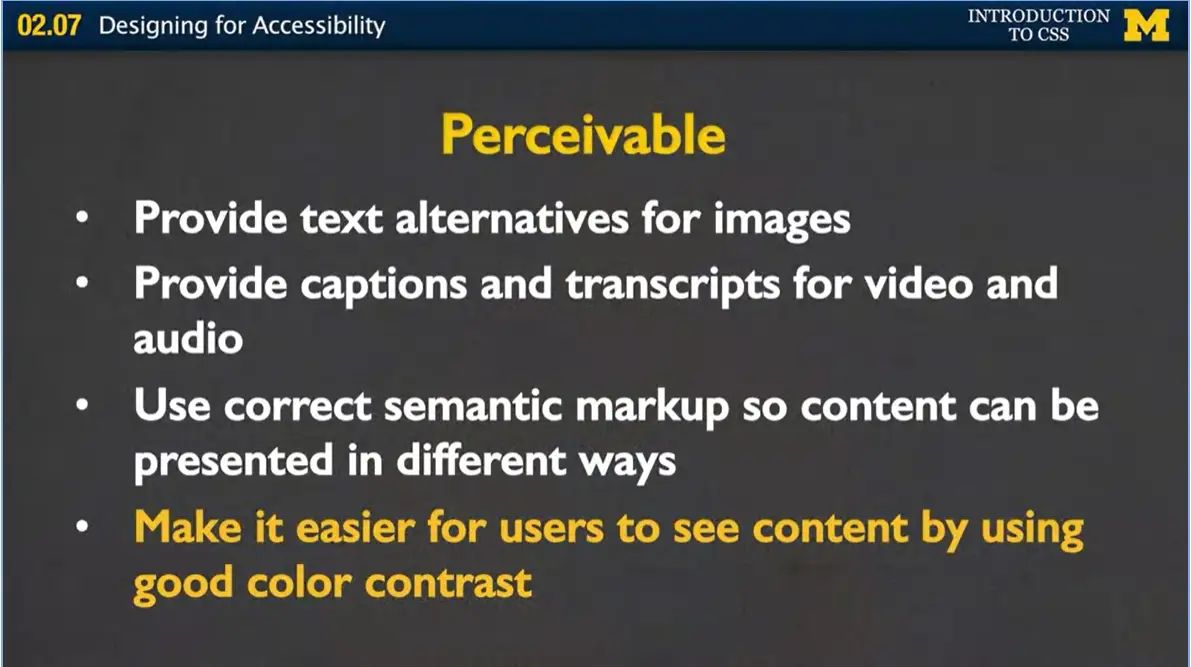 02.07 Designing for Accessibility
INTRODUCTION
TO CSS
M
Perceivable
• Provide text alternatives for images
• Provide captions and transcripts for video and
audio
• Use correct semantic markup so content can be
presented in different ways
• Make it easier for users to see content by using
good color contrast